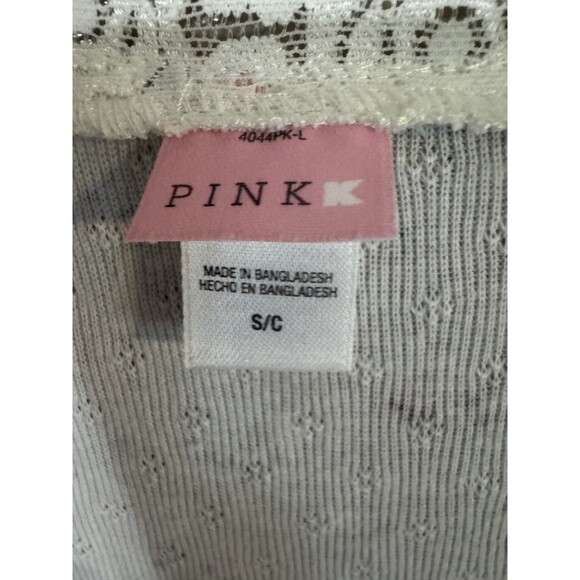 4044PK-L
PINK K
MADE IN BANGLADESH
HECHO EN BANGLADESH
S/C